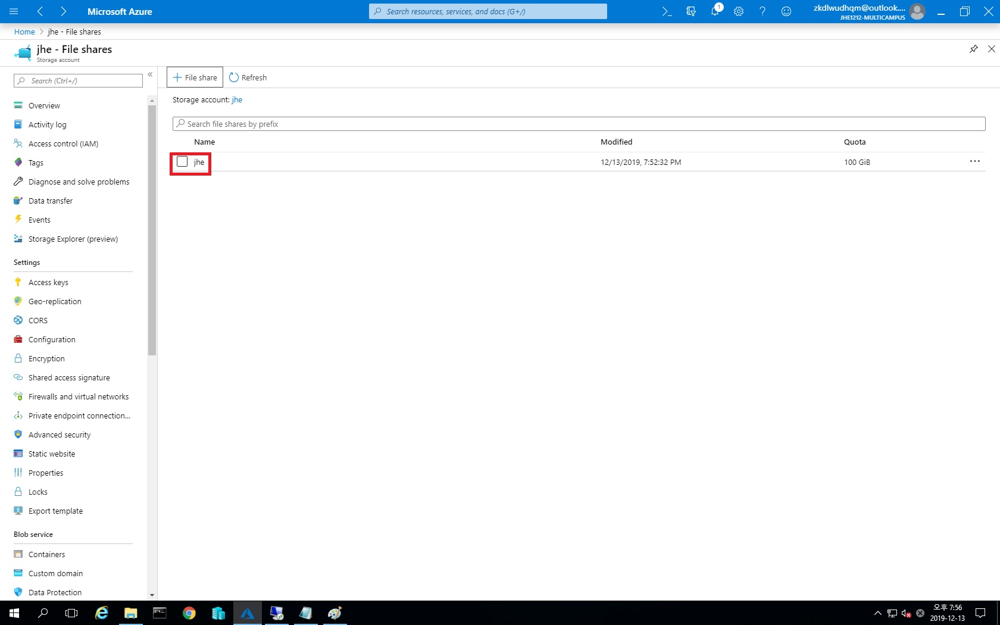 Microsoft Azure
Search resources, services, and docs (G+/)
1
zkdlwudhqm@outlook....
JHE1212-MULTICAMPUS
Home > jhe - File shares
jhe - File shares
Storage account
Search (Ctrl+/)
Overview
Activity log
Access control (IAM)
Tags
Diagnose and solve problems
Data transfer
Events
Storage Explorer (preview)
Settings
Access keys
Geo-replication
CORS
Configuration
Encryption
Shared access signature
Firewalls and virtual networks
Private endpoint connection...
Advanced security
Static website
Properties
Locks
Export template
Blob service
Containers
Custom domain
Data Protection
File share Refresh
Storage account: jhe
Search file shares by prefix
Name Modified Quota
jhe 12/13/2019, 7:52:32 PM 100 GiB
오후 7:56
2019-12-13